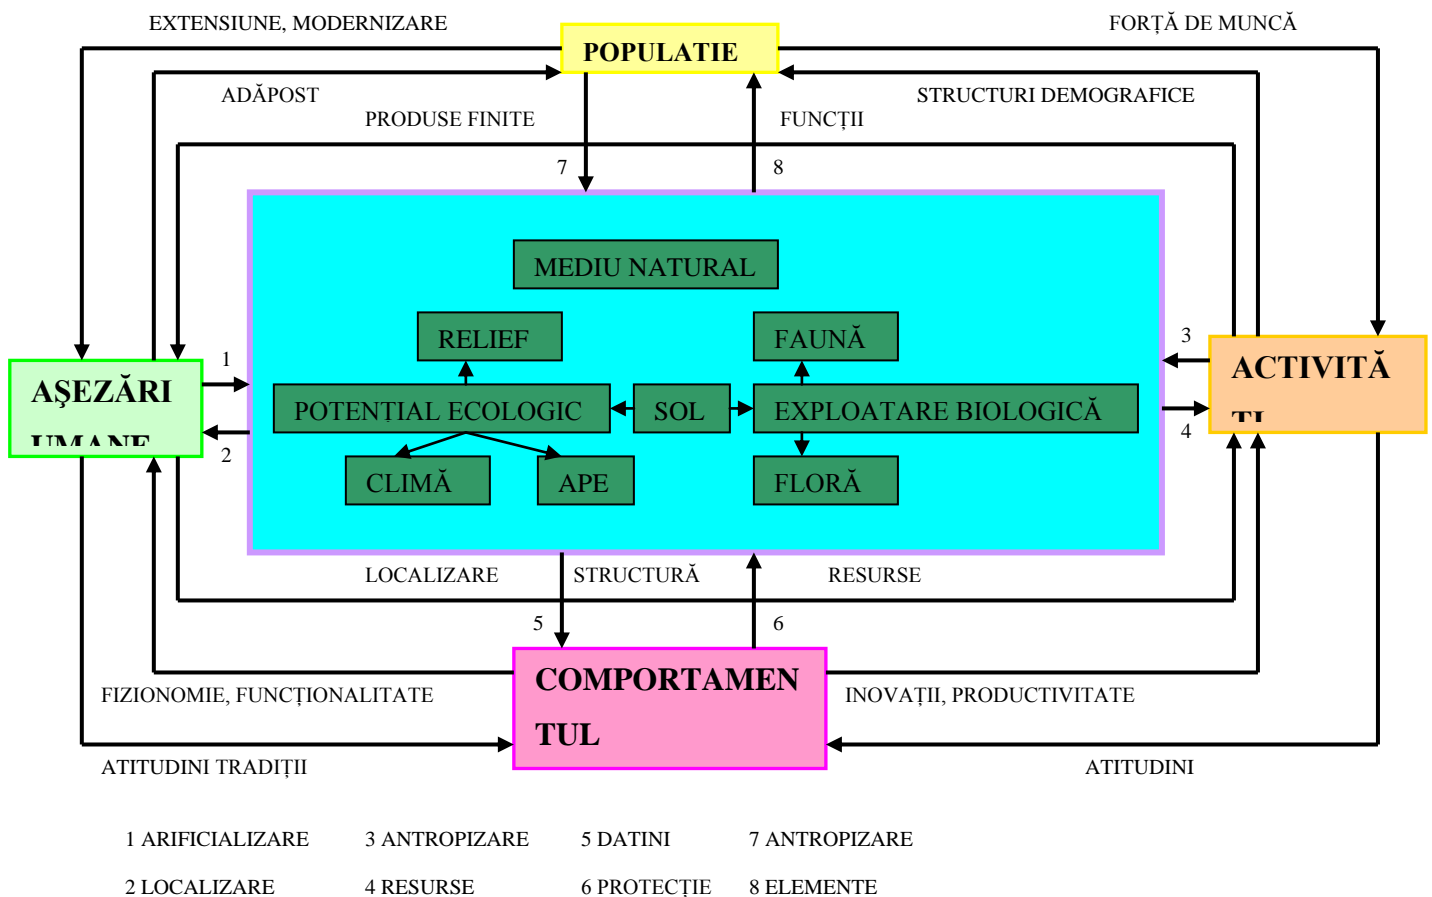 EXTENSIUNE, MODERNIZARE
FORȚĂ DE MUNCĂ
POPULATIE
ADĂPOST
STRUCTURI DEMOGRAFICE
PRODUSE FINITE
FUNCȚII
7
8
MEDIU NATURAL
RELIEF
FAUNĂ
1
3
AŞEZĂRI
UMANE
ACTIVITĂ
ŢI
POTENȚIAL ECOLOGIC
SOL
EXPLOATARE BIOLOGICĂ
2
4
CLIMĂ
APE
FLORĂ
LOCALIZARE
STRUCTURĂ
RESURSE
5
6
COMPORTAMEN
TUL
FIZIONOMIE, FUNCȚIONALITATE
INOVAȚII, PRODUCTIVITATE
ATITUDINI TRADIȚII
ATITUDINI
1 ARIFICIALIZARE 3 ANTROPIZARE 5 DATINI 7 ANTROPIZARE
2 LOCALIZARE 4 RESURSE 6 PROTECȚIE 8 ELEMENTE